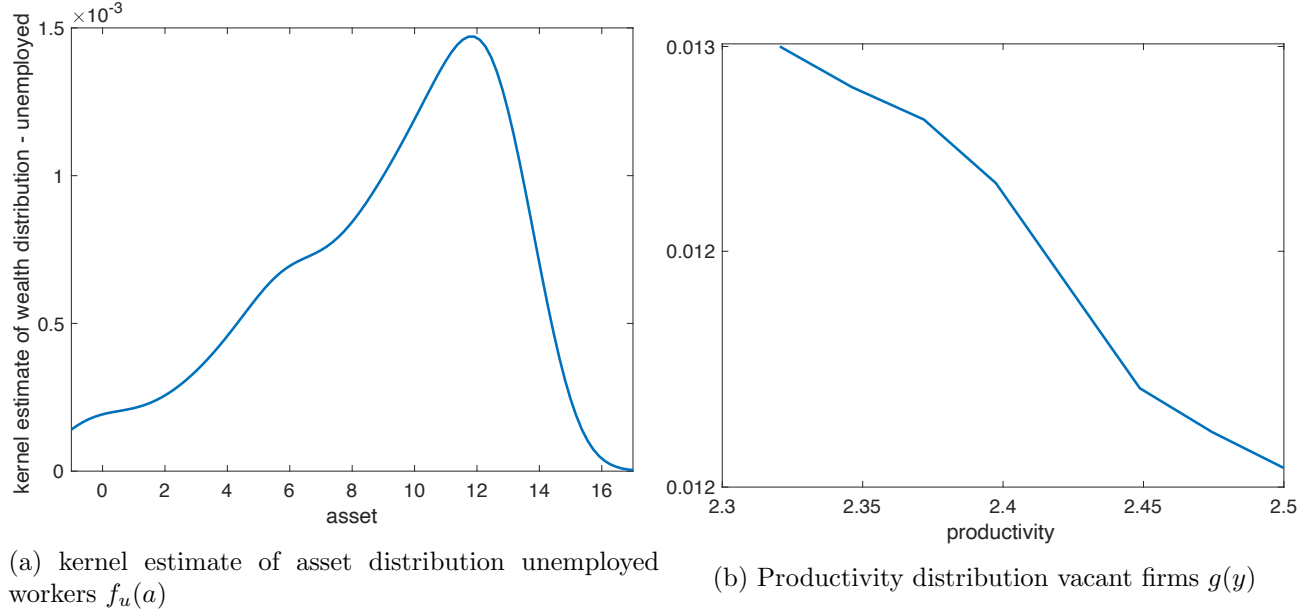 ×10⁻³
1.5
1
0.5
0
kernel estimate of wealth distribution - unemployed
0 2 4 6 8 10 12 14 16
asset
(a) kernel estimate of asset distribution unemployed
workers f_u(a)
0.013
0.012
0.012
2.3 2.35 2.4 2.45 2.5
productivity
(b) Productivity distribution vacant firms g(y)